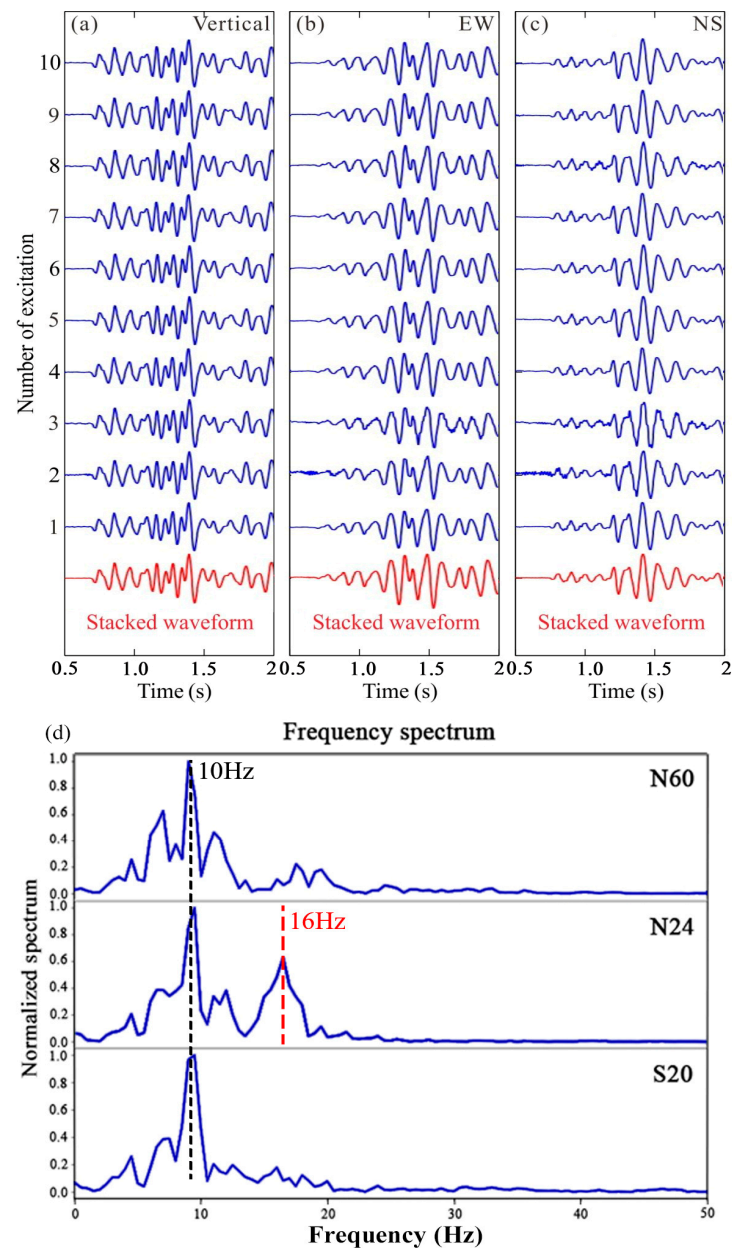 (a) Vertical (b) EW (c) NS
Number of excitation
10
9
8
7
6
5
4
3
2
1
Stacked waveform Stacked waveform Stacked waveform
0.5 1.0 1.5 2 0.5 1.0 1.5 2 0.5 1.0 1.5 2
Time (s) Time (s) Time (s)
(d) Frequency spectrum
Normalized spectrum
1.0
10Hz
N60
0.8
0.6
0.4
0.2
0.0
1.0
16Hz
N24
0.8
0.6
0.4
0.2
0.0
1.0
S20
0.8
0.6
0.4
0.2
0.0
0 10 20 30 40 50
Frequency (Hz)